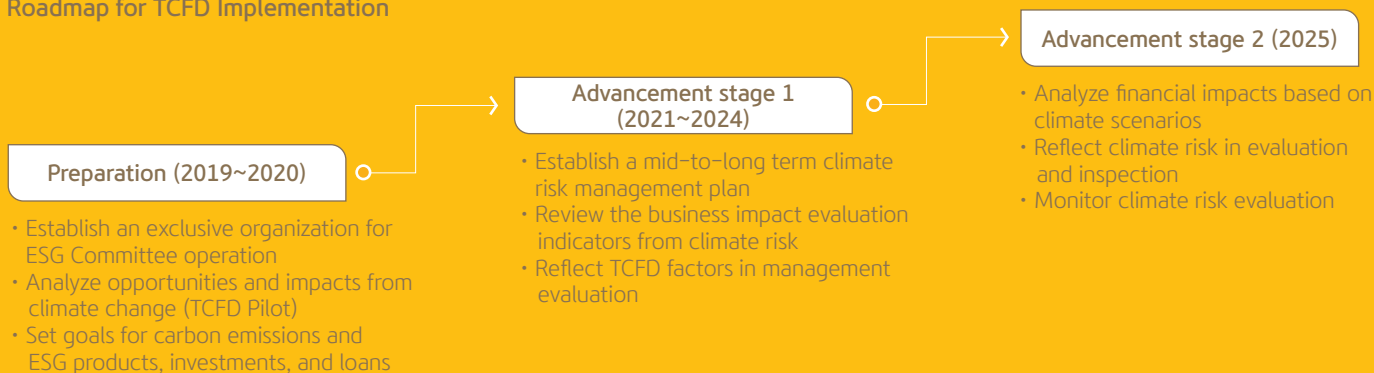 Roadmap for TCFD Implementation
Preparation (2019~2020)
• Establish an exclusive organization for
ESG Committee operation
• Analyze opportunities and impacts from
climate change (TCFD Pilot)
• Set goals for carbon emissions and
ESG products, investments, and loans
Advancement stage 1
(2021~2024)
• Establish a mid-to-long term climate
risk management plan
• Review the business impact evaluation
indicators from climate risk
• Reflect TCFD factors in management
evaluation
Advancement stage 2 (2025)
• Analyze financial impacts based on
climate scenarios
• Reflect climate risk in evaluation
and inspection
• Monitor climate risk evaluation